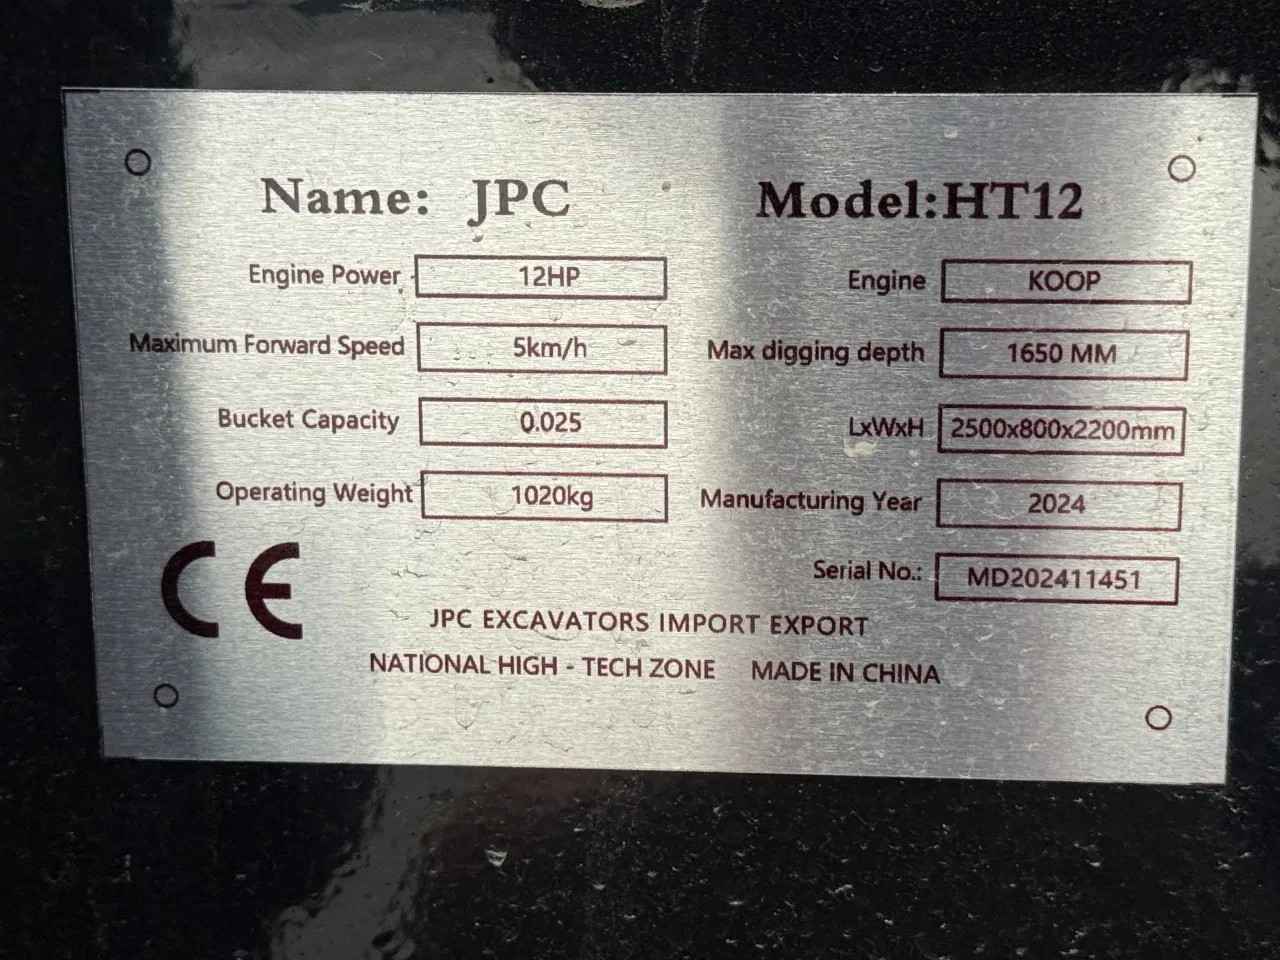 Name: JPC Model:HT12
Engine Power 12HP Engine KOOP
Maximum Forward Speed 5km/h Max digging depth 1650 MM
Bucket Capacity 0.025 LxWxH 2500x800x2200mm
Operating Weight 1020kg Manufacturing Year 2024
Serial No.: MD202411451
CE
JPC EXCAVATORS IMPORT EXPORT
NATIONAL HIGH - TECH ZONE MADE IN CHINA